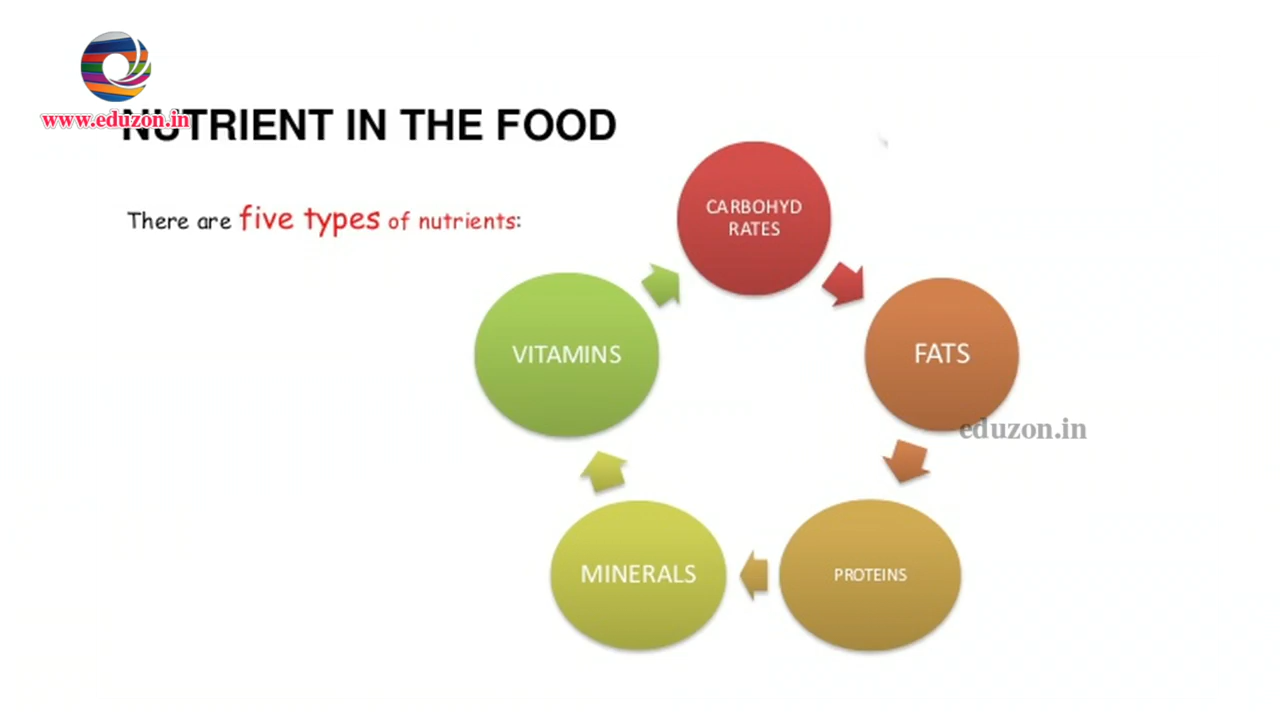 www.eduzon.in
NUTRIENT IN THE FOOD
There are five types of nutrients:
CARBOHYD
RATES
FATS
eduzon.in
PROTEINS
MINERALS
VITAMINS